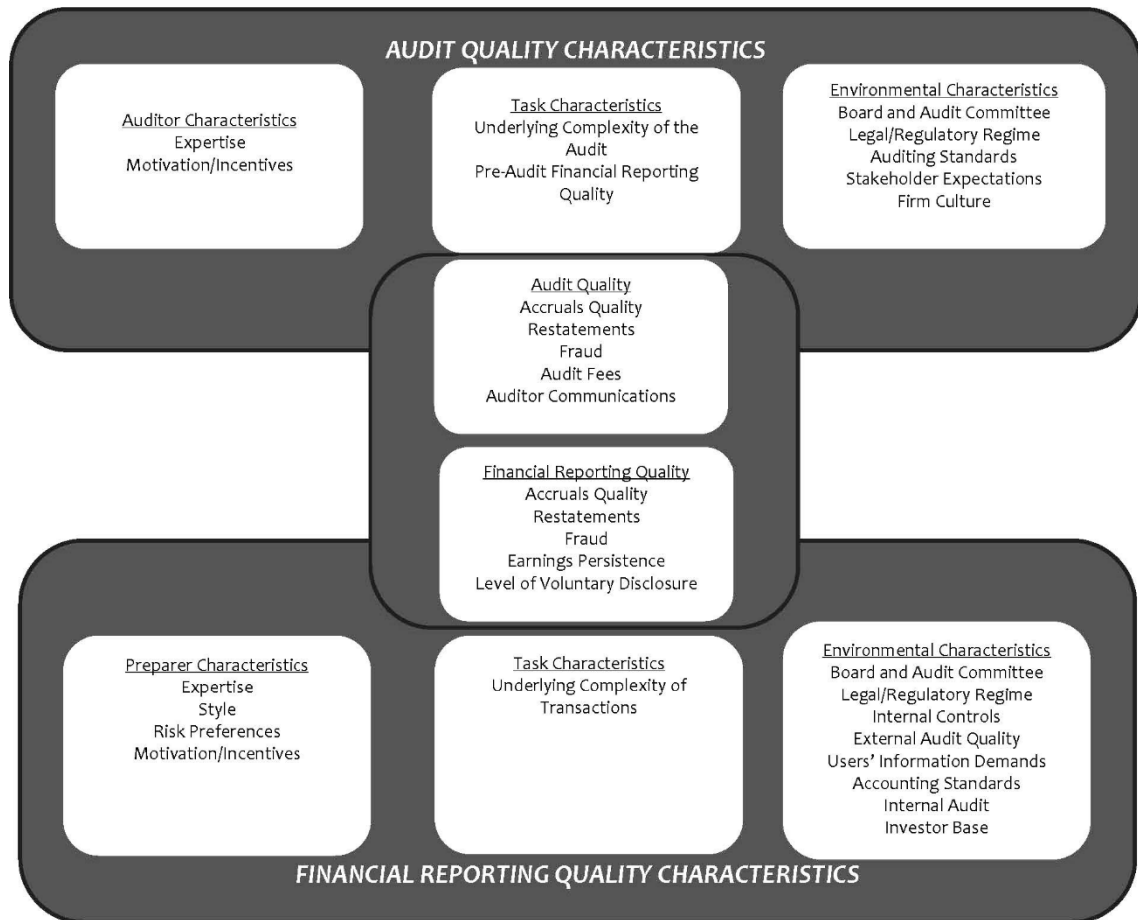 AUDIT QUALITY CHARACTERISTICS
Auditor Characteristics
Expertise
Motivation/Incentives
Task Characteristics
Underlying Complexity of the
Audit
Pre-Audit Financial Reporting
Quality
Environmental Characteristics
Board and Audit Committee
Legal/Regulatory Regime
Auditing Standards
Stakeholder Expectations
Firm Culture
Audit Quality
Accruals Quality
Restatements
Fraud
Audit Fees
Auditor Communications
Financial Reporting Quality
Accruals Quality
Restatements
Fraud
Earnings Persistence
Level of Voluntary Disclosure
Preparer Characteristics
Expertise
Style
Risk Preferences
Motivation/Incentives
Task Characteristics
Underlying Complexity of
Transactions
Environmental Characteristics
Board and Audit Committee
Legal/Regulatory Regime
Internal Controls
External Audit Quality
Users' Information Demands
Accounting Standards
Internal Audit
Investor Base
FINANCIAL REPORTING QUALITY CHARACTERISTICS